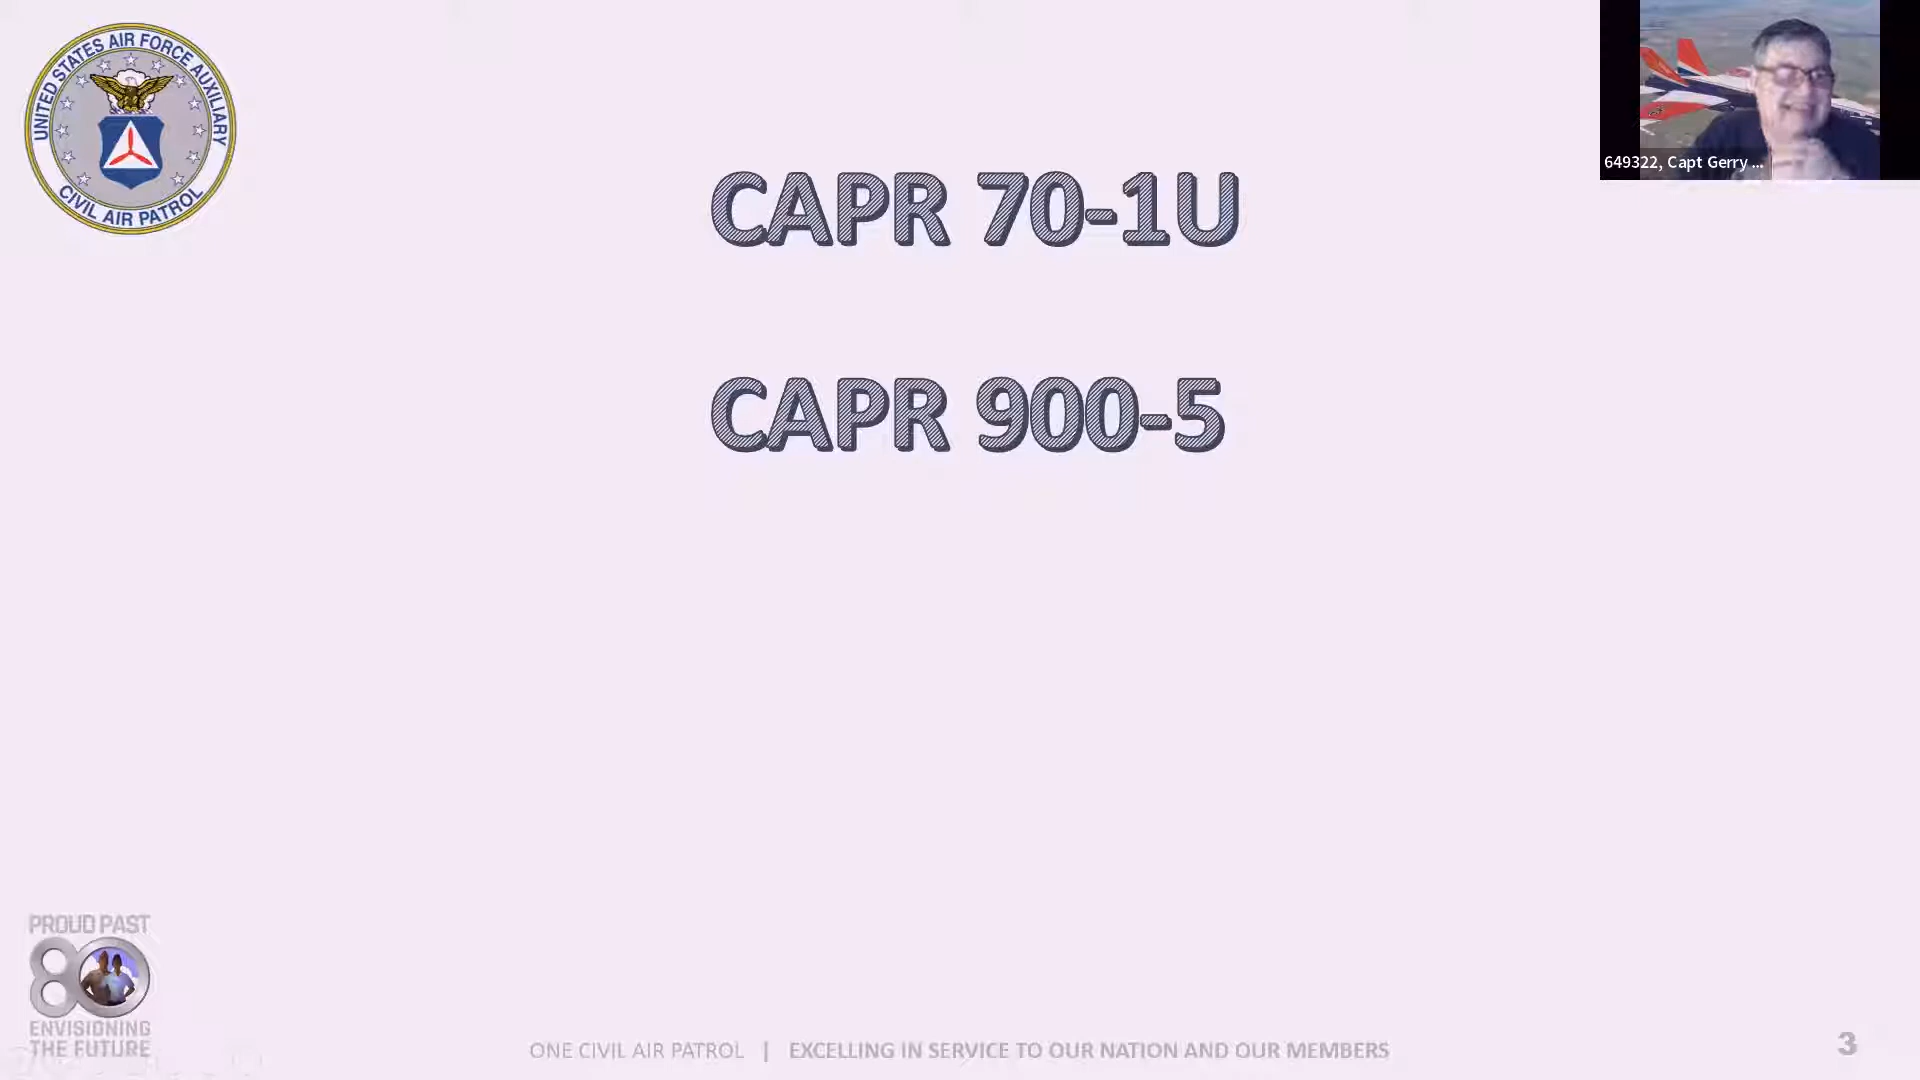 UNITED STATES AIR FORCE AUXILIARY
CIVIL AIR PATROL
649322, Capt Gerry ...
CAPR 70-1U
CAPR 900-5
PROUD PAST
80
ENVISIONING
THE FUTURE
ONE CIVIL AIR PATROL | EXCELLING IN SERVICE TO OUR NATION AND OUR MEMBERS
3